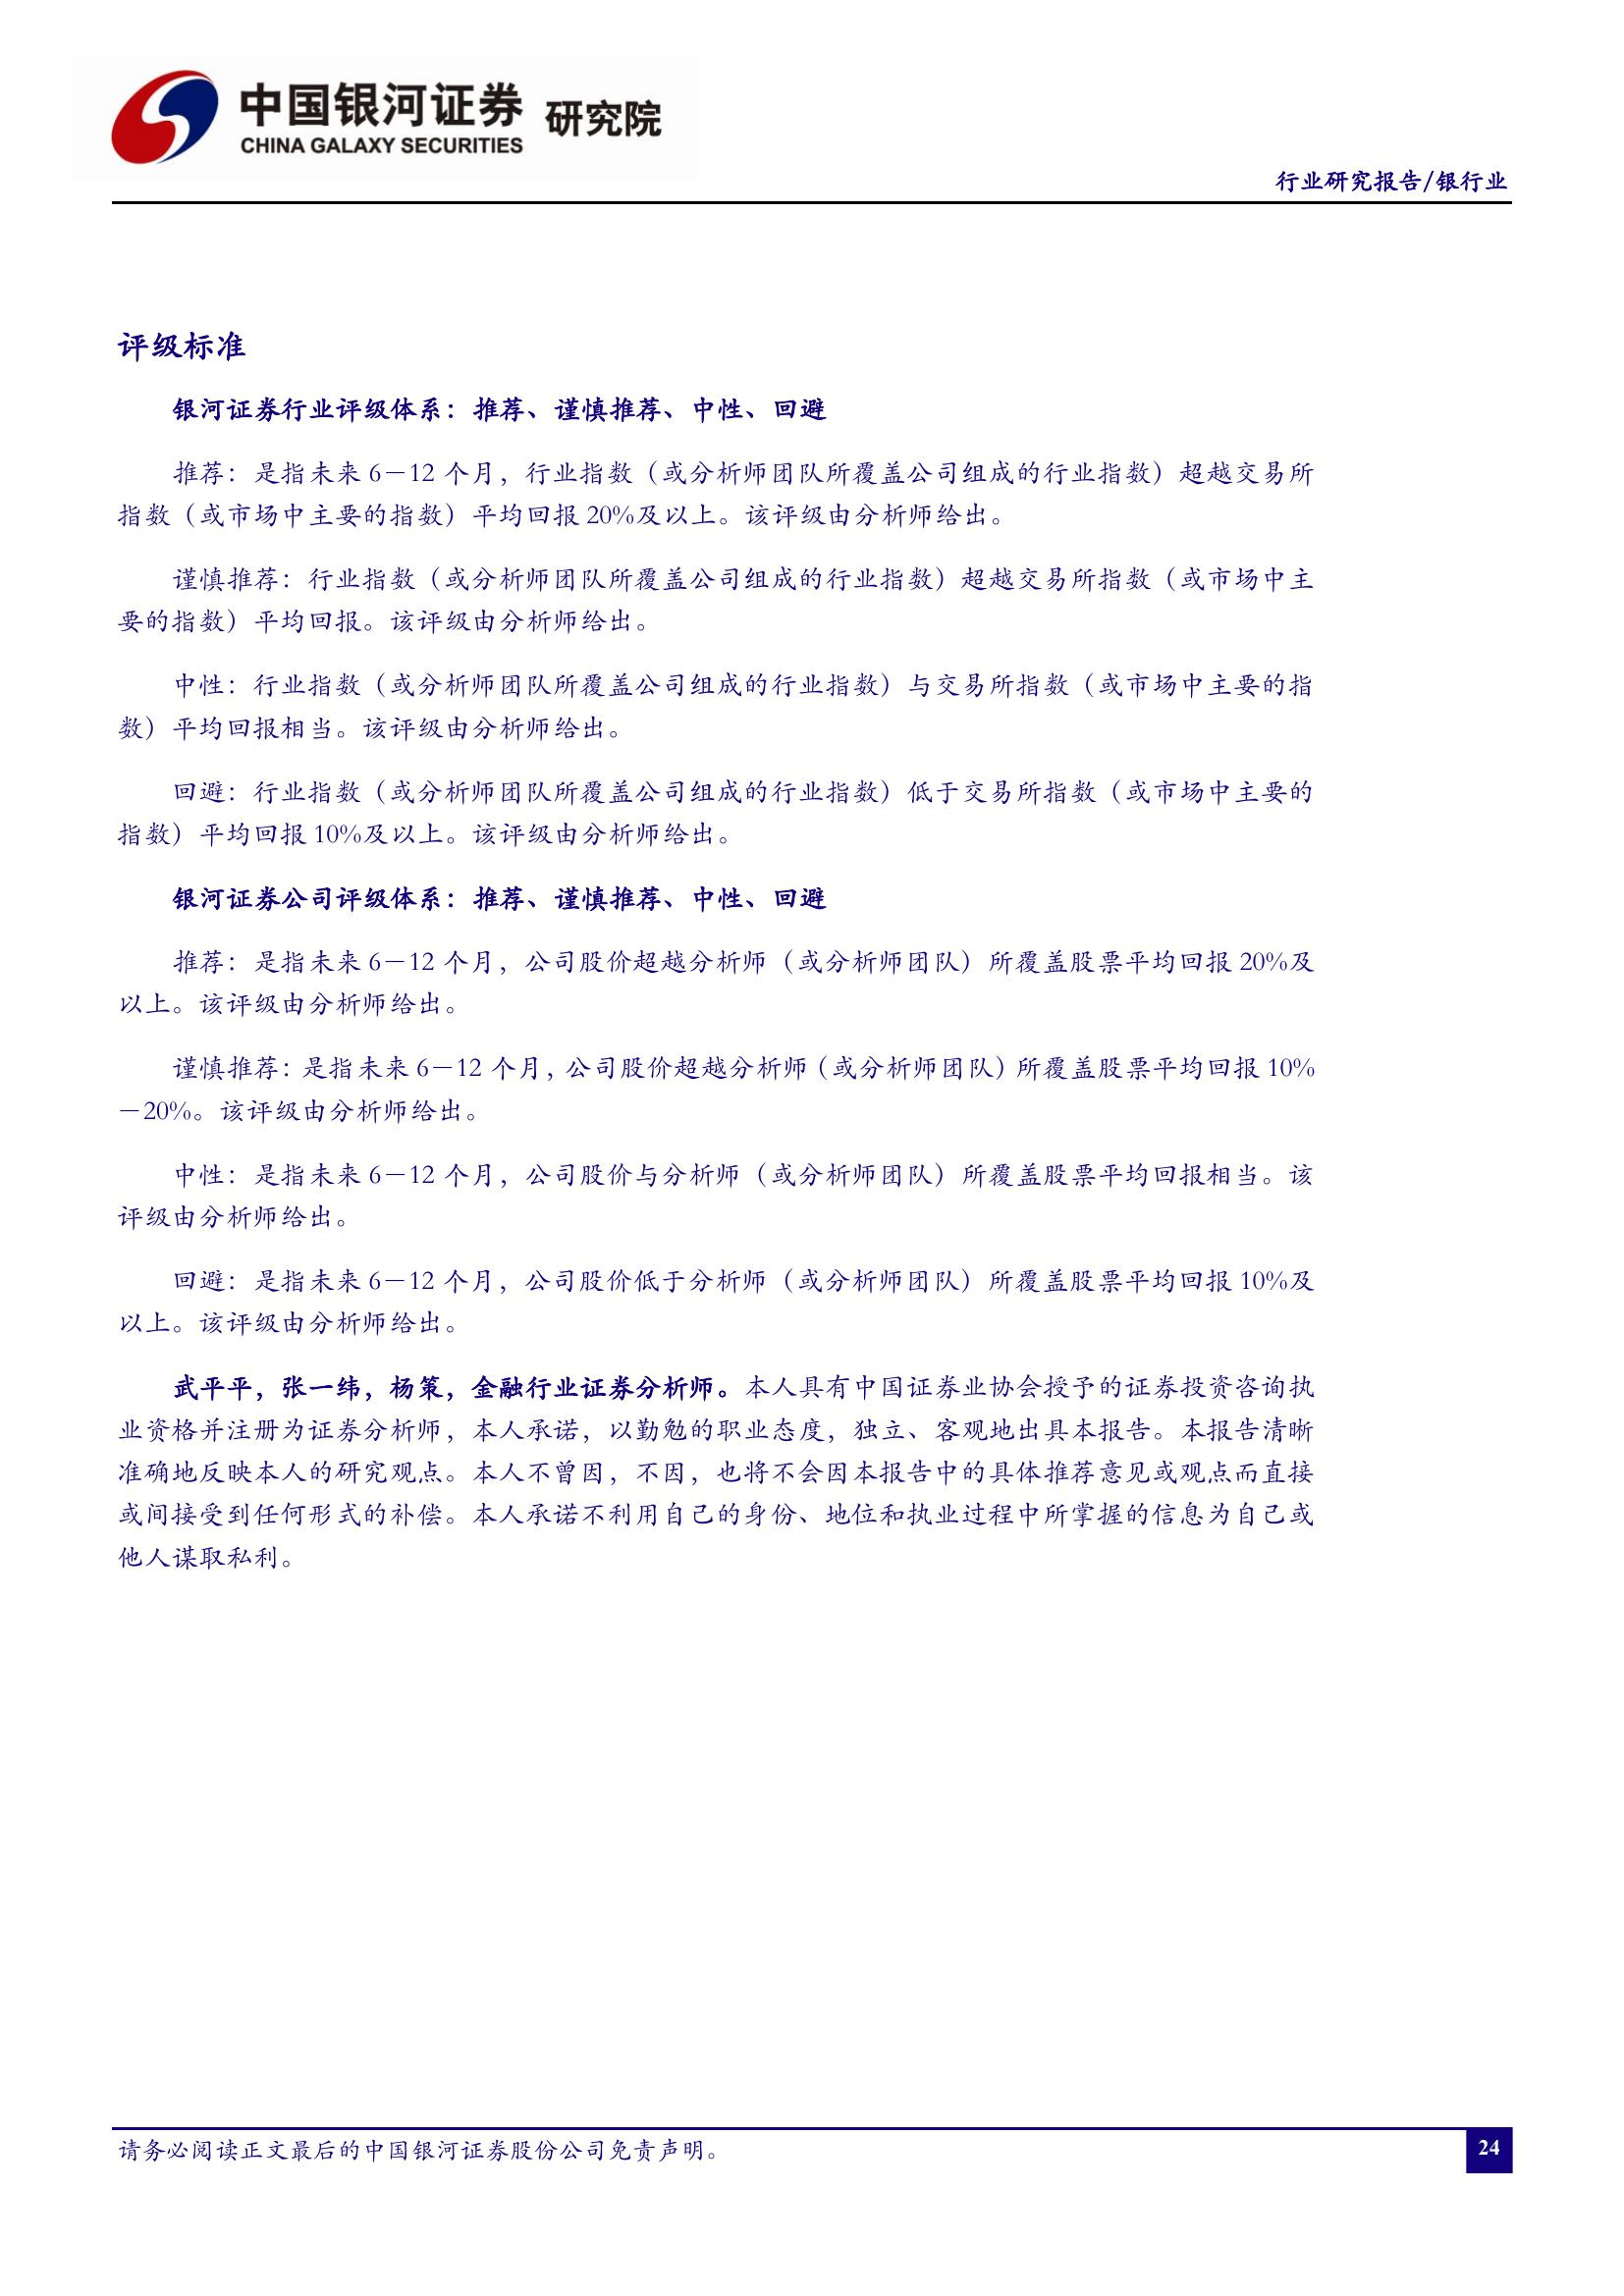 中国银河证券 研究院
CHINA GALAXY SECURITIES
行业研究报告/银行业
评级标准
银河证券行业评级体系：推荐、谨慎推荐、中性、回避
推荐：是指未来 6－12 个月，行业指数（或分析师团队所覆盖公司组成的行业指数）超越交易所
指数（或市场中主要的指数）平均回报 20%及以上。该评级由分析师给出。
谨慎推荐：行业指数（或分析师团队所覆盖公司组成的行业指数）超越交易所指数（或市场中主
要的指数）平均回报。该评级由分析师给出。
中性：行业指数（或分析师团队所覆盖公司组成的行业指数）与交易所指数（或市场中主要的指
数）平均回报相当。该评级由分析师给出。
回避：行业指数（或分析师团队所覆盖公司组成的行业指数）低于交易所指数（或市场中主要的
指数）平均回报 10%及以上。该评级由分析师给出。
银河证券公司评级体系：推荐、谨慎推荐、中性、回避
推荐：是指未来 6－12 个月，公司股价超越分析师（或分析师团队）所覆盖股票平均回报 20%及
以上。该评级由分析师给出。
谨慎推荐：是指未来 6－12 个月，公司股价超越分析师（或分析师团队）所覆盖股票平均回报 10%
－20%。该评级由分析师给出。
中性：是指未来 6－12 个月，公司股价与分析师（或分析师团队）所覆盖股票平均回报相当。该
评级由分析师给出。
回避：是指未来 6－12 个月，公司股价低于分析师（或分析师团队）所覆盖股票平均回报 10%及
以上。该评级由分析师给出。
武平平，张一纬，杨策，金融行业证券分析师。本人具有中国证券业协会授予的证券投资咨询执
业资格并注册为证券分析师，本人承诺，以勤勉的职业态度，独立、客观地出具本报告。本报告清晰
准确地反映本人的研究观点。本人不曾因，不因，也将不会因本报告中的具体推荐意见或观点而直接
或间接受到任何形式的补偿。本人承诺不利用自己的身份、地位和执业过程中所掌握的信息为自己或
他人谋取私利。
请务必阅读正文最后的中国银河证券股份公司免责声明。
24